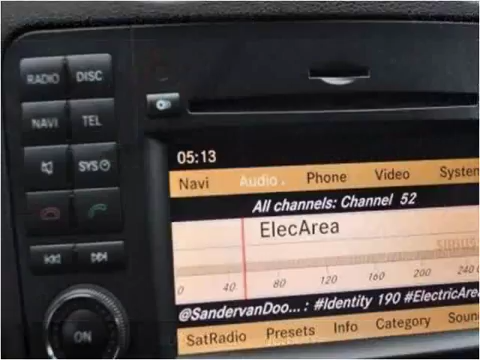 RADIO DISC
NAVI TEL
SYS
ON
05:13
Navi Audio Phone Video System
All channels: Channel 52
ElecArea
0 40 80 120 160 200 240
@SandervanDoo...: #Identity 190 #ElectricArea
SatRadio Presets Info Category Soun